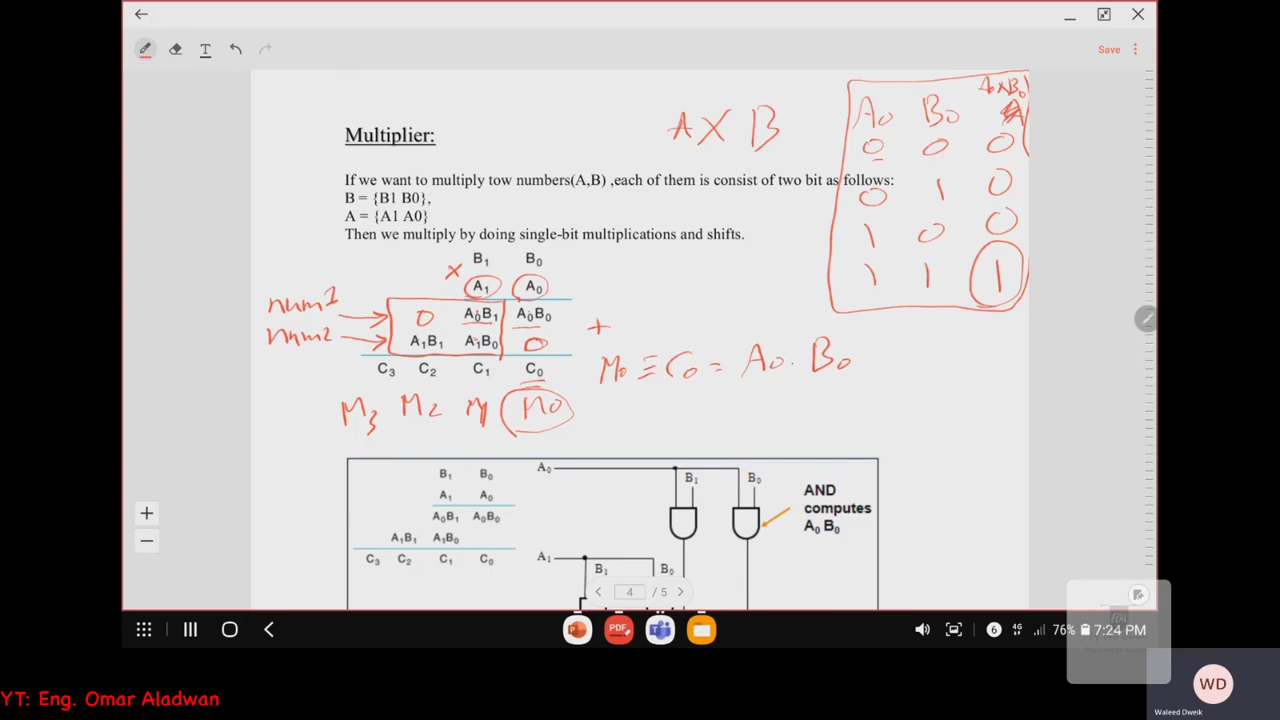 Save
A X B
A0 B0 A0 X B0
0 0 0
0 1 0
1 0 0
1 1 1
Multiplier:
If we want to multiply tow numbers(A,B) ,each of them is consist of two bit as follows:
B = {B1 B0},
A = {A1 A0}
Then we multiply by doing single-bit multiplications and shifts.
B1 B0
X A1 A0
num1 0 A0B1 A0B0 +
num2 A1B1 A1B0 0
C3 C2 C1 C0
M0 ≡ C0 = A0 . B0
M3 M2 M1 M0
B1 B0
A1 A0
A0B1 A0B0
A1B1 A1B0
C3 C2 C1 C0
A0
B1 B0
AND
computes
A0 B0
A1
B1 B0
4 / 5
PDF
6 4G 76% 7:24 PM
WD
Waleed Dweik
YT: Eng. Omar Aladwan